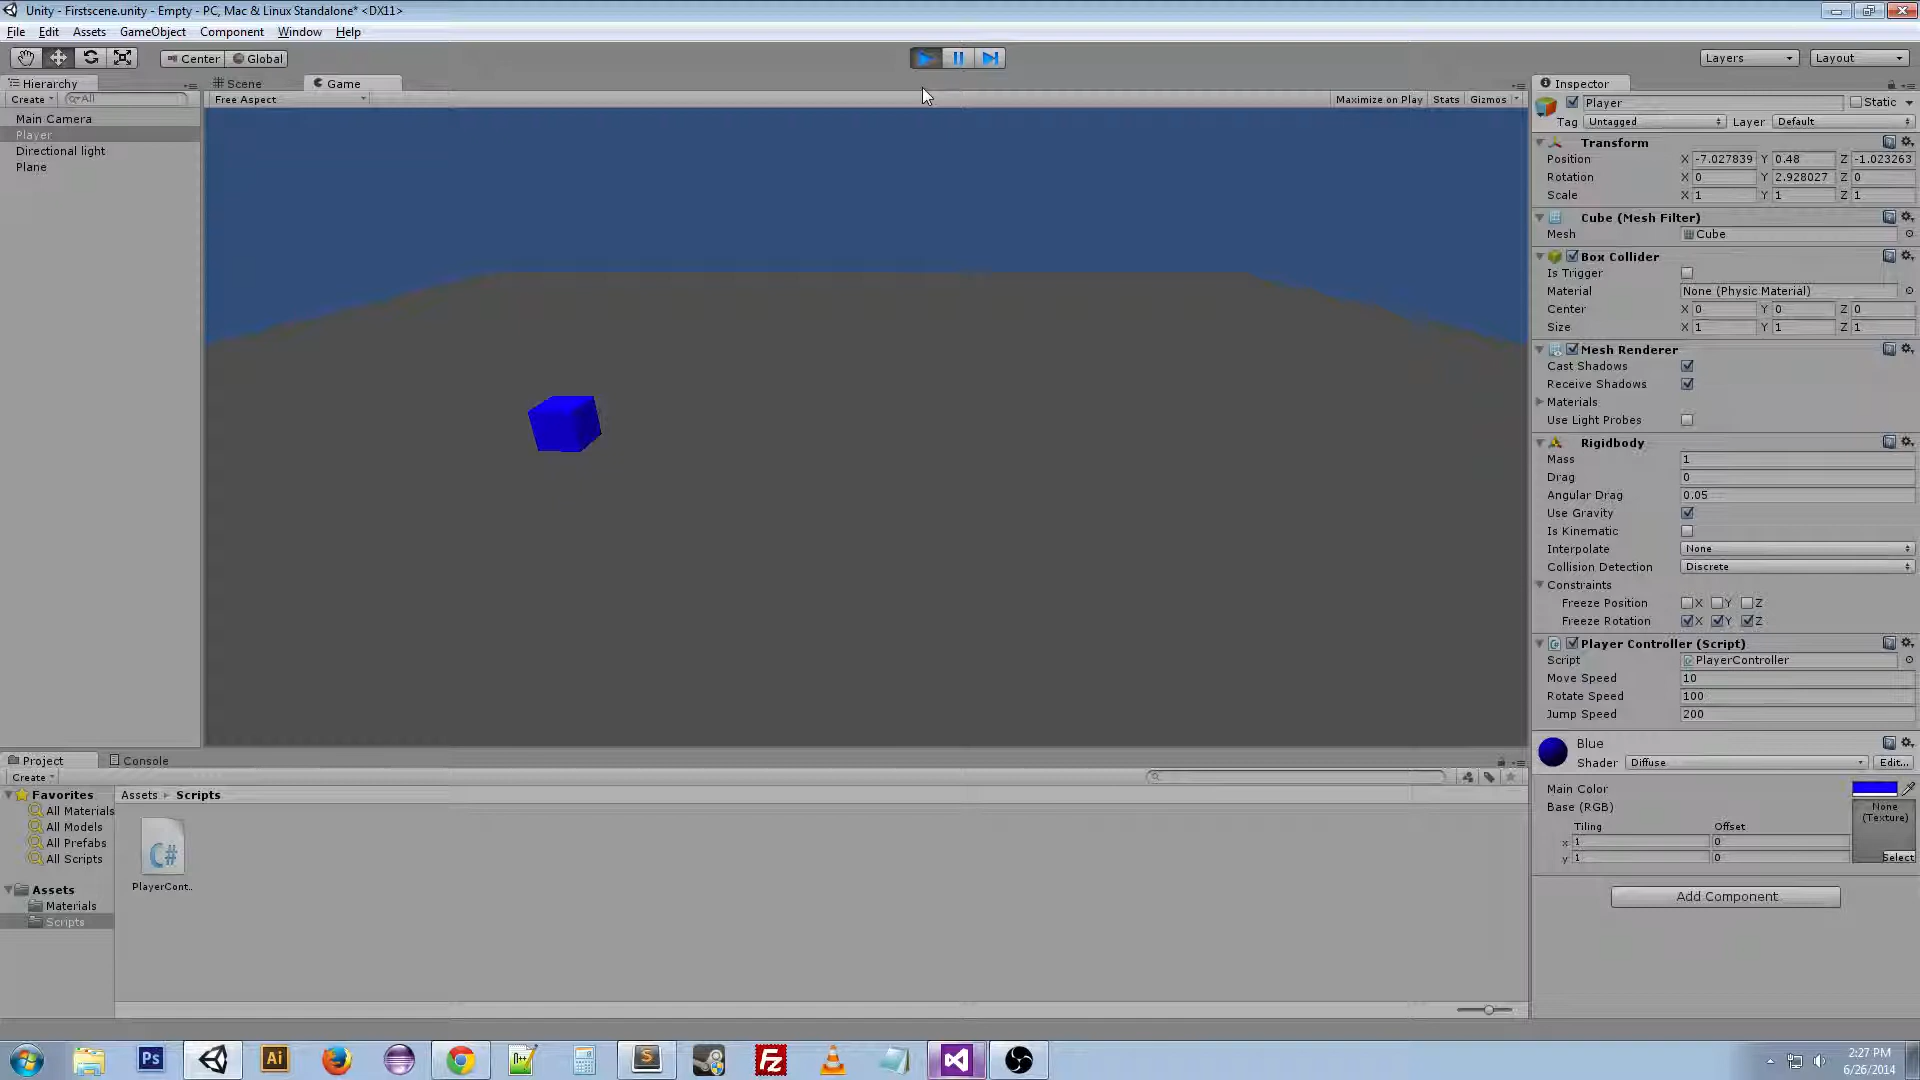 Unity - Firstscene.unity - Empty - PC, Mac & Linux Standalone* <DX11>
File Edit Assets GameObject Component Window Help
Center Global
Layers Layout
Hierarchy
Create All
Main Camera
Player
Directional light
Plane
Scene Game
Free Aspect Maximize on Play Stats Gizmos
Inspector
Player Static
Tag Untagged Layer Default
Transform
Position X -7.027839 Y 0.48 Z -1.023263
Rotation X 0 Y 2.928027 Z 0
Scale X 1 Y 1 Z 1
Cube (Mesh Filter)
Mesh Cube
Box Collider
Is Trigger
Material None (Physic Material)
Center X 0 Y 0 Z 0
Size X 1 Y 1 Z 1
Mesh Renderer
Cast Shadows
Receive Shadows
Materials
Use Light Probes
Rigidbody
Mass 1
Drag 0
Angular Drag 0.05
Use Gravity
Is Kinematic
Interpolate None
Collision Detection Discrete
Constraints
Freeze Position X Y Z
Freeze Rotation X Y Z
Player Controller (Script)
Script PlayerController
Move Speed 10
Rotate Speed 100
Jump Speed 200
Blue
Shader Diffuse Edit...
Main Color
Base (RGB)
None (Texture)
Tiling Offset
x 1 0
y 1 0
Select
Add Component
Project Console
Create
Favorites
All Materials
All Models
All Prefabs
All Scripts
Assets
Materials
Scripts
Assets Scripts
C#
PlayerCont..
Ps
Ai
n++
S
Fz
2:27 PM
6/26/2014